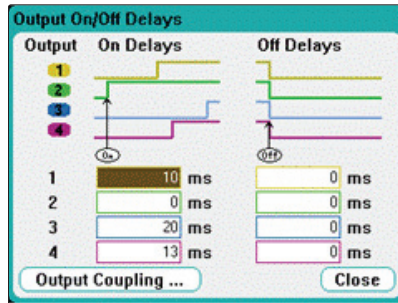 Output On/Off Delays
Output On Delays Off Delays
1
2
3
4
On Off
1 10 ms 0 ms
2 0 ms 0 ms
3 20 ms 0 ms
4 13 ms 0 ms
Output Coupling ... Close